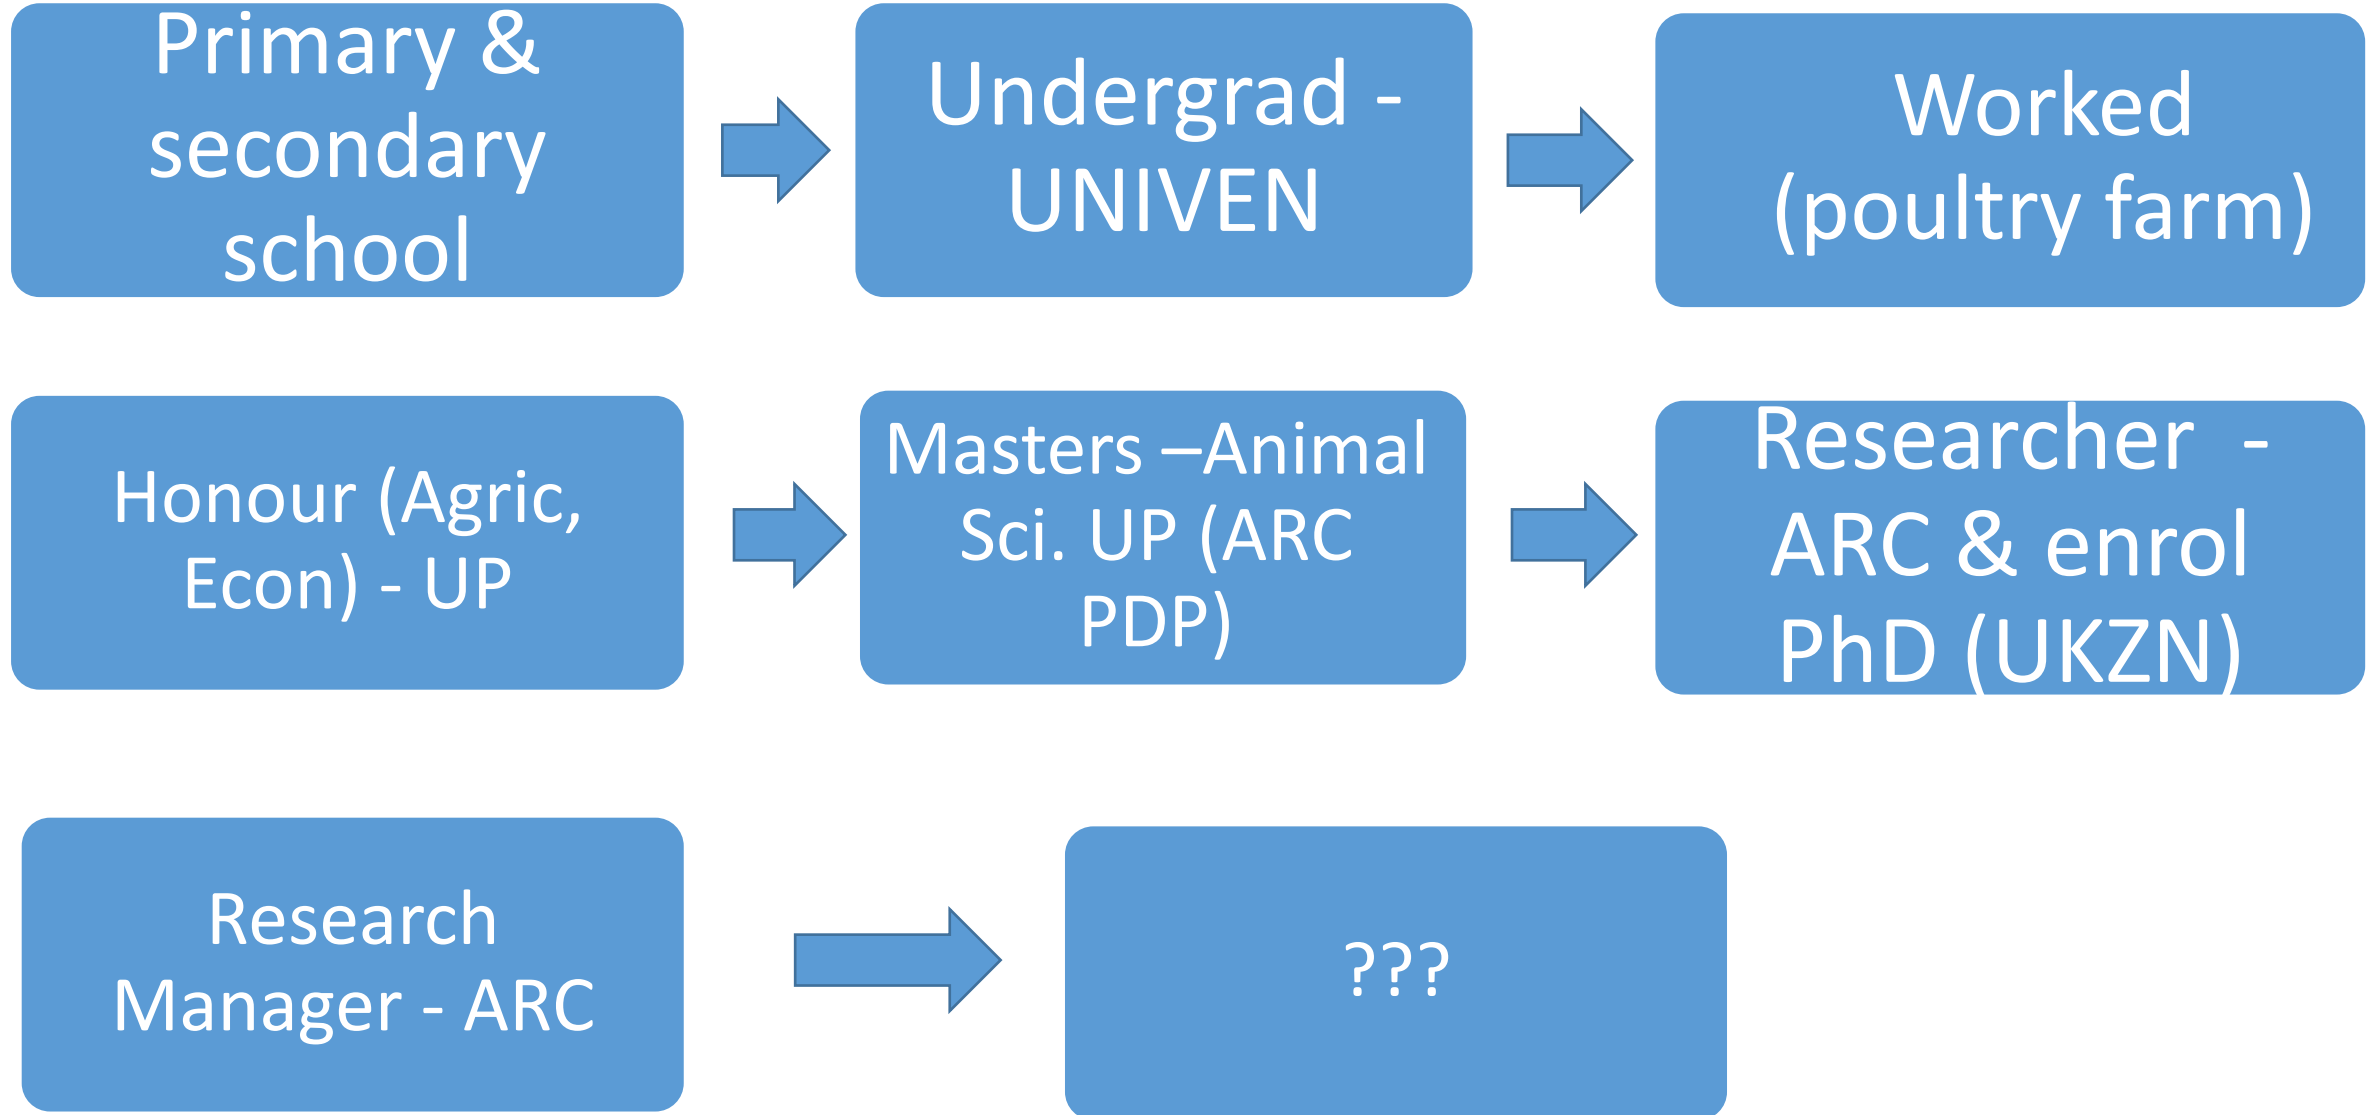 Primary &
secondary
school
Undergrad -
UNIVEN
Worked
(poultry farm)
Honour (Agric,
Econ) - UP
Masters –Animal
Sci. UP (ARC
PDP)
Researcher -
ARC & enrol
PhD (UKZN)
Research
Manager - ARC
???